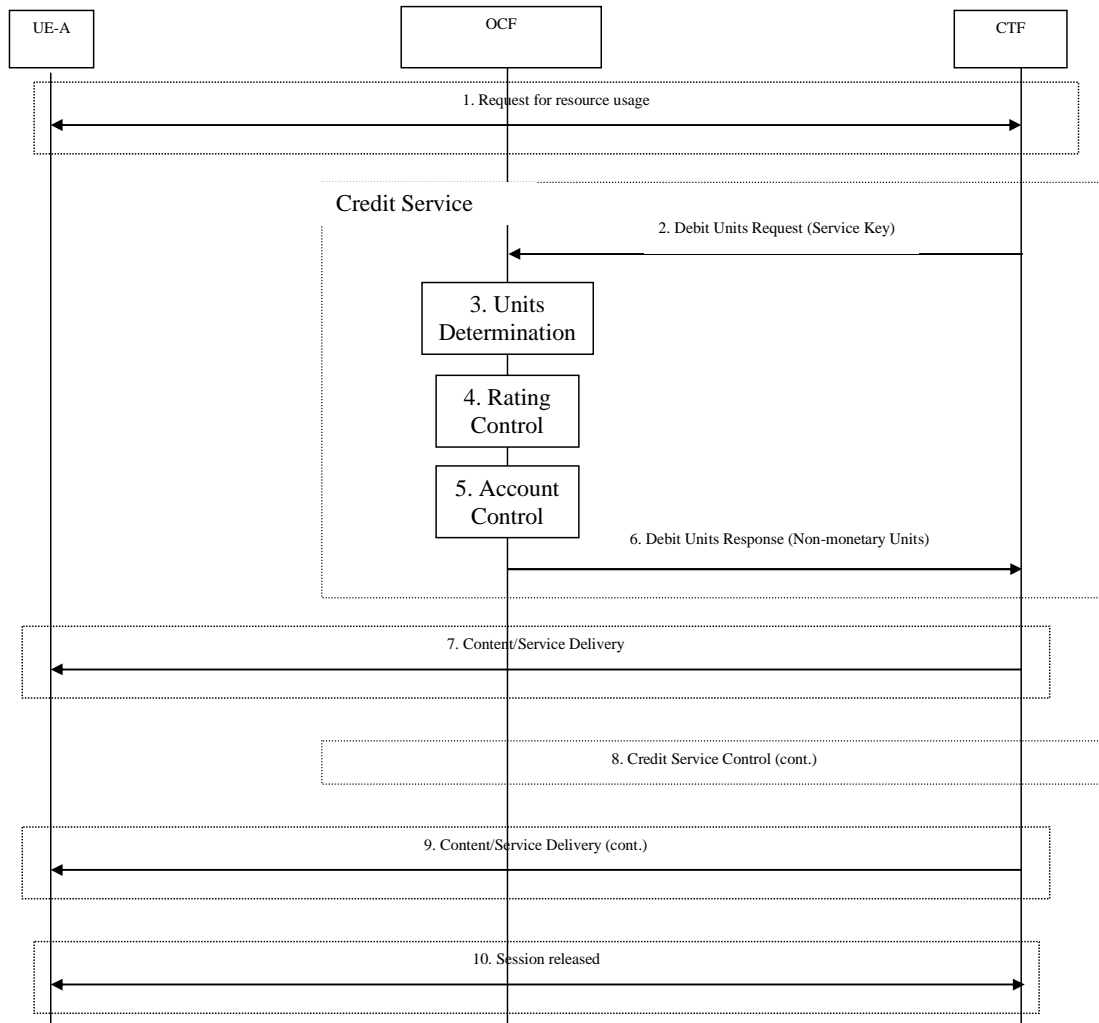 UE-A
OCF
CTF
1. Request for resource usage
Credit Service
2. Debit Units Request (Service Key)
3. Units
Determination
4. Rating
Control
5. Account
Control
6. Debit Units Response (Non-monetary Units)
7. Content/Service Delivery
8. Credit Service Control (cont.)
9. Content/Service Delivery (cont.)
10. Session released